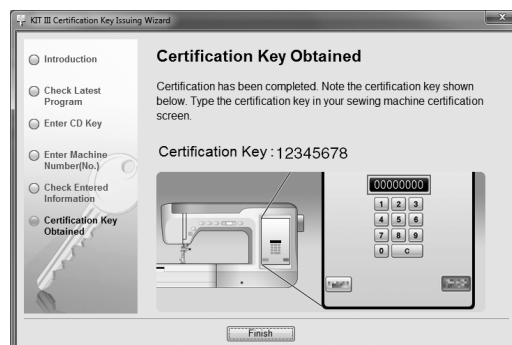 KIT III Certification Key Issuing Wizard
Introduction
Check Latest
Program
Enter CD Key
Enter Machine
Number(No.)
Check Entered
Information
Certification Key
Obtained
Certification Key Obtained
Certification has been completed. Note the certification key shown
below. Type the certification key in your sewing machine certification
screen.
Certification Key : 12345678
00000000
1 2 3
4 5 6
7 8 9
0 C
Finish